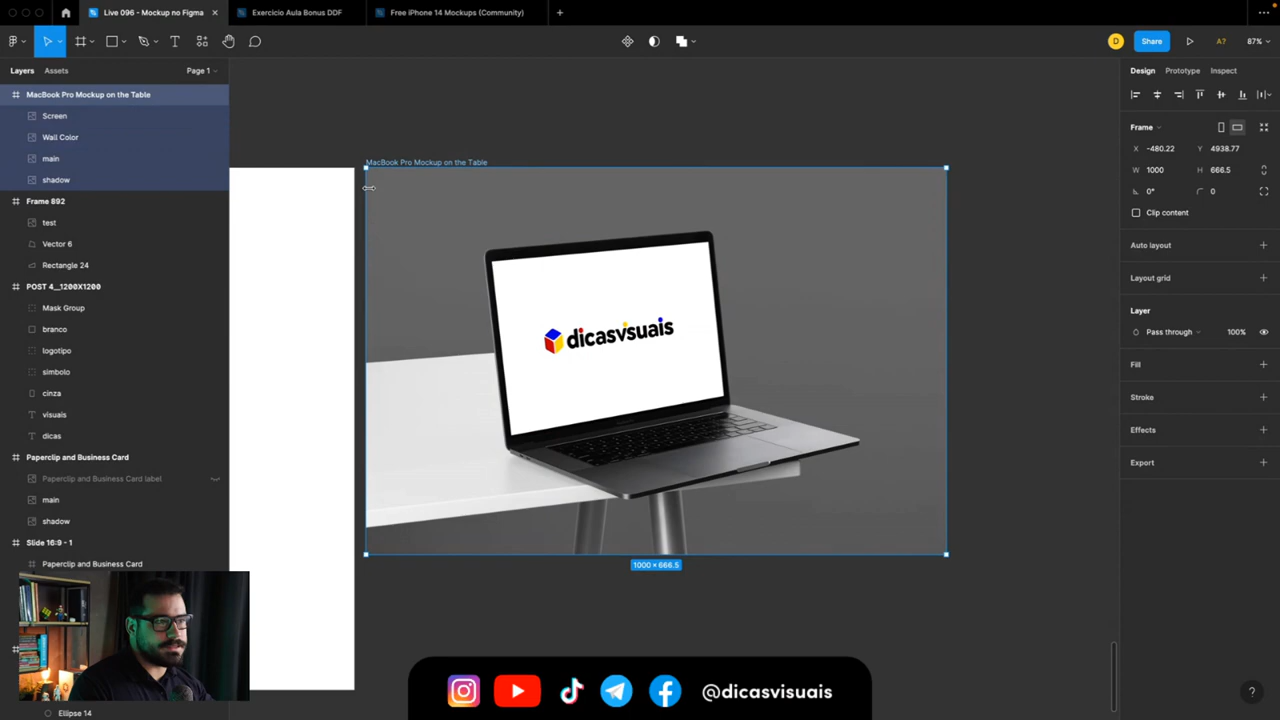 Live 096 - Mockup no Figma
Exercício Aula Bonus DDF
Free iPhone 14 Mockups (Community)
Share
A?
87%
D
Layers
Assets
Page 1
MacBook Pro Mockup on the Table
Screen
Wall Color
main
shadow
Frame 892
test
Vector 6
Rectangle 24
POST 4__1200X1200
Mask Group
branco
logotipo
simbolo
cinza
visuais
dicas
Paperclip and Business Card
Paperclip and Business Card label
main
shadow
Slide 16:9 - 1
Paperclip and Business Card
Ellipse 14
MacBook Pro Mockup on the Table
dicasvisuais
1000 × 666.5
@dicasvisuais
Design
Prototype
Inspect
Frame
X -480.22 Y 4938.77
W 1000 H 666.5
0° 0
Clip content
Auto layout
Layout grid
Layer
Pass through 100%
Fill
Stroke
Effects
Export
?